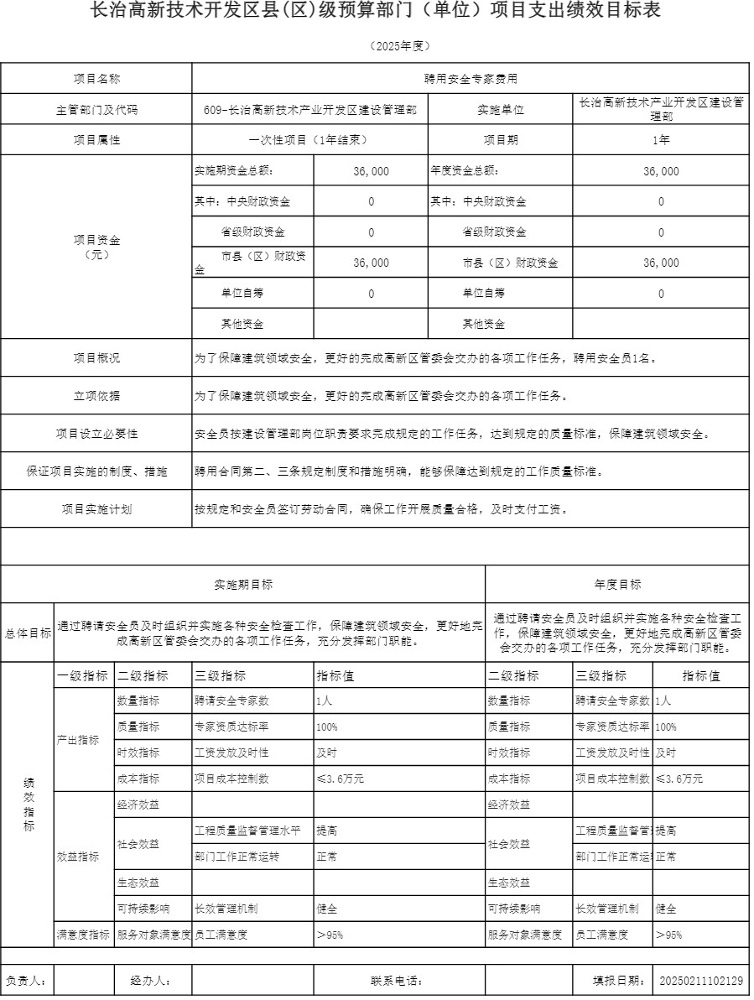 长治高新技术开发区县(区)级预算部门（单位）项目支出绩效目标表
（2025年度）
项目名称 聘用安全专家费用
主管部门及代码 609-长治高新技术产业开发区建设管理部 实施单位 长治高新技术产业开发区建设管
理部
项目属性 一次性项目（1年结束） 项目期 1年
项目资金
（元）
实施期资金总额: 36,000 年度资金总额: 36,000
其中: 中央财政资金 0 其中: 中央财政资金 0
省级财政资金 0 省级财政资金 0
市县（区）财政资
金 36,000 市县（区）财政资金 36,000
单位自筹 0 单位自筹 0
其他资金 其他资金
项目概况 为了保障建筑领域安全，更好的完成高新区管委会交办的各项工作任务，聘用安全员1名。
立项依据 为了保障建筑领域安全，更好的完成高新区管委会交办的各项工作任务。
项目设立必要性 安全员按建设管理部岗位职责要求完成规定的工作任务，达到规定的质量标准，保障建筑领域安全。
保证项目实施的制度、措施 聘用合同第二、三条规定制度和措施明确，能够保障达到规定的工作质量标准。
项目实施计划 按规定和安全员签订劳动合同，确保工作开展质量合格，及时支付工资。
实施期目标 年度目标
总体目标 通过聘请安全员及时组织并实施各种安全检查工作，保障建筑领域安全，更好地完
成高新区管委会交办的各项工作任务，充分发挥部门职能。
通过聘请安全员及时组织并实施各种安全检查工
作，保障建筑领域安全，更好地完成高新区管委
会交办的各项工作任务，充分发挥部门职能。
绩
效
指
标
一级指标 二级指标 三级指标 指标值 二级指标 三级指标 指标值
产出指标
数量指标 聘请安全专家数 1人 数量指标 聘请安全专家数 1人
质量指标 专家资质达标率 100% 质量指标 专家资质达标率 100%
时效指标 工资发放及时性 及时 时效指标 工资发放及时性 及时
成本指标 项目成本控制数 ≤3.6万元 成本指标 项目成本控制数 ≤3.6万元
效益指标
经济效益 经济效益
社会效益 工程质量监督管理水平 提高 社会效益 工程质量监督管 提高
部门工作正常运转 正常 部门工作正常运 正常
生态效益 生态效益
可持续影响 长效管理机制 健全 可持续影响 长效管理机制 健全
满意度指标 服务对象满意度 员工满意度 ＞95% 服务对象满意度 员工满意度 ＞95%
负责人: 经办人: 联系电话: 填报日期: 20250211102129